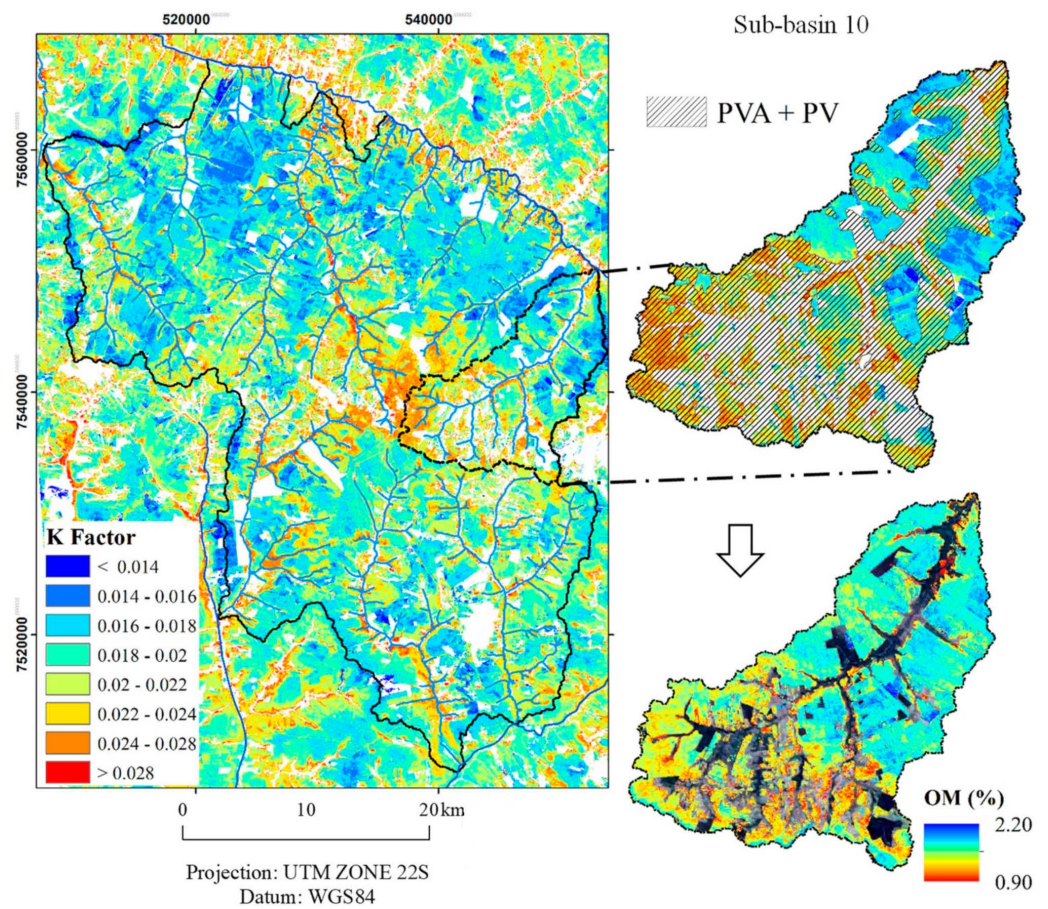 520000
540000
Sub-basin 10
PVA + PV
7560000
7540000
7520000
K Factor
< 0.014
0.014 - 0.016
0.016 - 0.018
0.018 - 0.02
0.02 - 0.022
0.022 - 0.024
0.024 - 0.028
> 0.028
OM (%)
2.20
0.90
0 10 20km
Projection: UTM ZONE 22S
Datum: WGS84